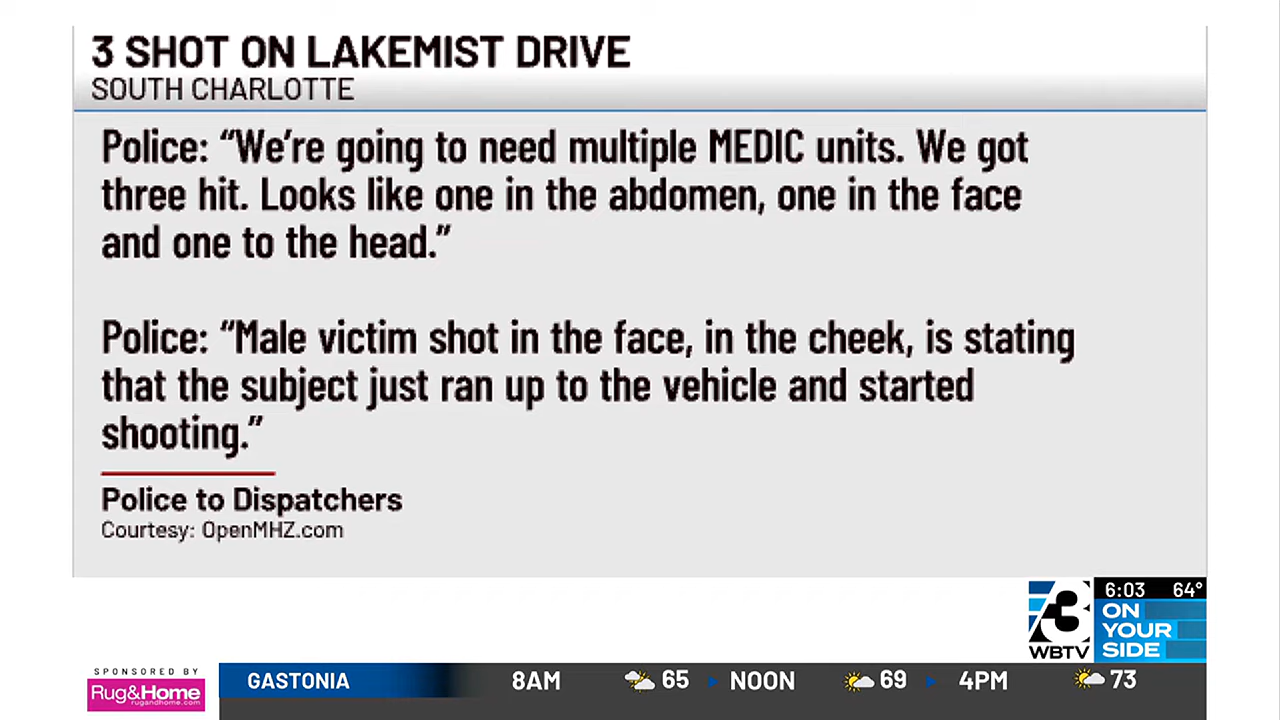 3 SHOT ON LAKEMIST DRIVE
SOUTH CHARLOTTE
Police: “We’re going to need multiple MEDIC units. We got
three hit. Looks like one in the abdomen, one in the face
and one to the head.”
Police: “Male victim shot in the face, in the cheek, is stating
that the subject just ran up to the vehicle and started
shooting.”
Police to Dispatchers
Courtesy: OpenMHZ.com
3
WBTV
6:03 64°
ON
YOUR
SIDE
SPONSORED BY
Rug&Home
rugandhome.com
GASTONIA 8AM 65 NOON 69 4PM 73